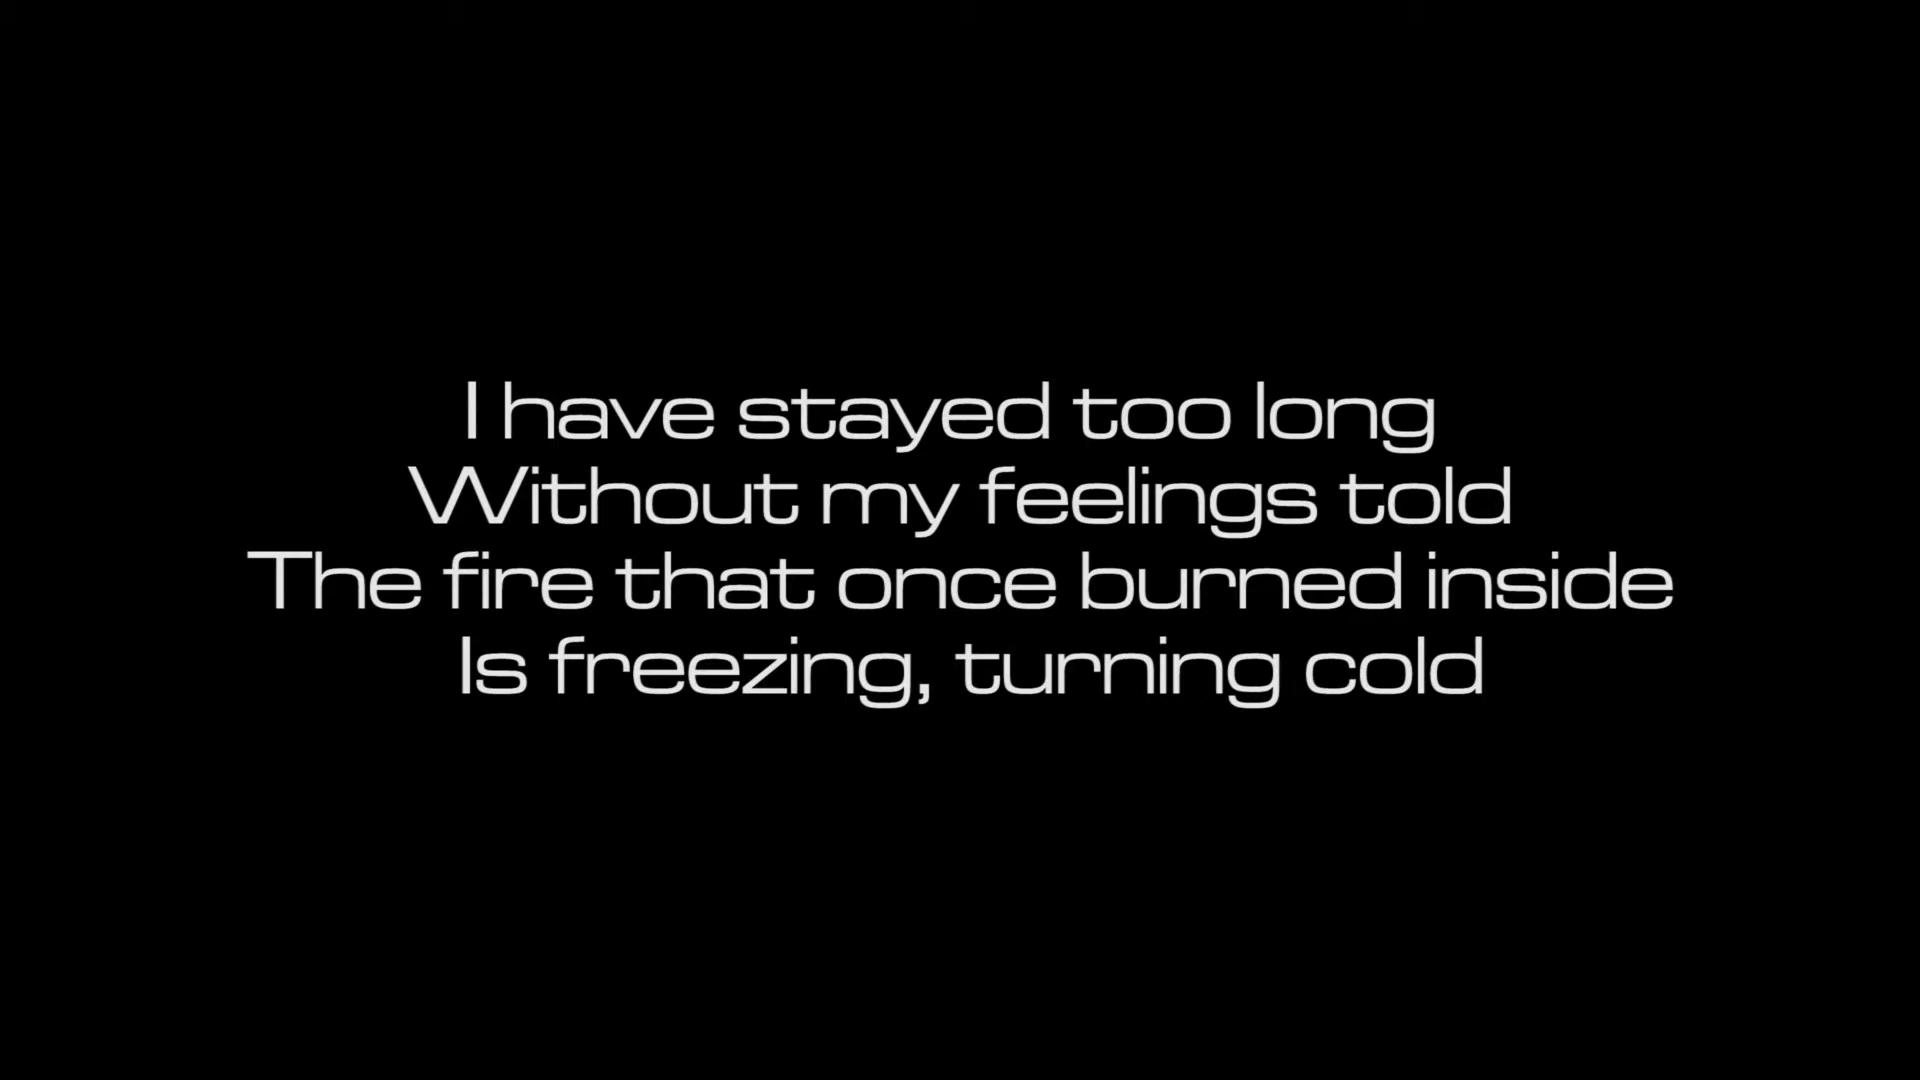 I have stayed too long
Without my feelings told
The fire that once burned inside
Is freezing, turning cold